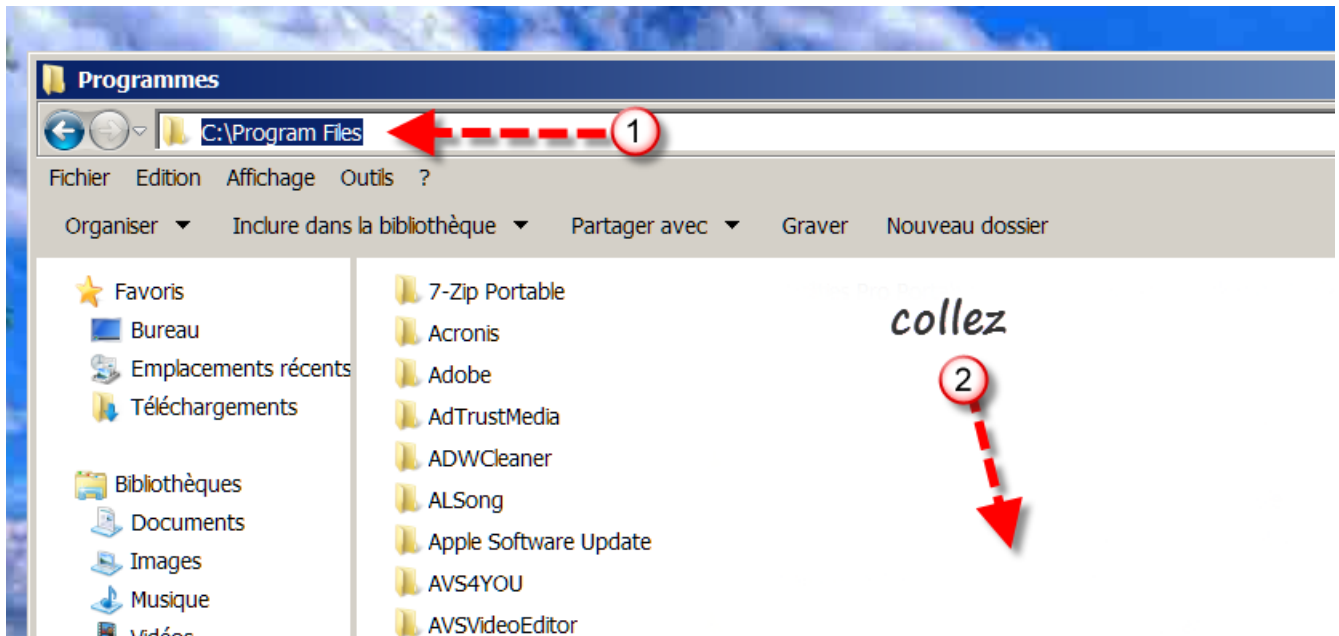 Programmes
C:\Program Files
1
Fichier Edition Affichage Outils ?
Organiser Inclure dans la bibliothèque Partager avec Graver Nouveau dossier
Favoris
Bureau
Emplacements récents
Téléchargements
Bibliothèques
Documents
Images
Musique
Vidéos
7-Zip Portable
Acronis
Adobe
AdTrustMedia
ADWCleaner
ALSong
Apple Software Update
AVS4YOU
AVSVideoEditor
collez
2